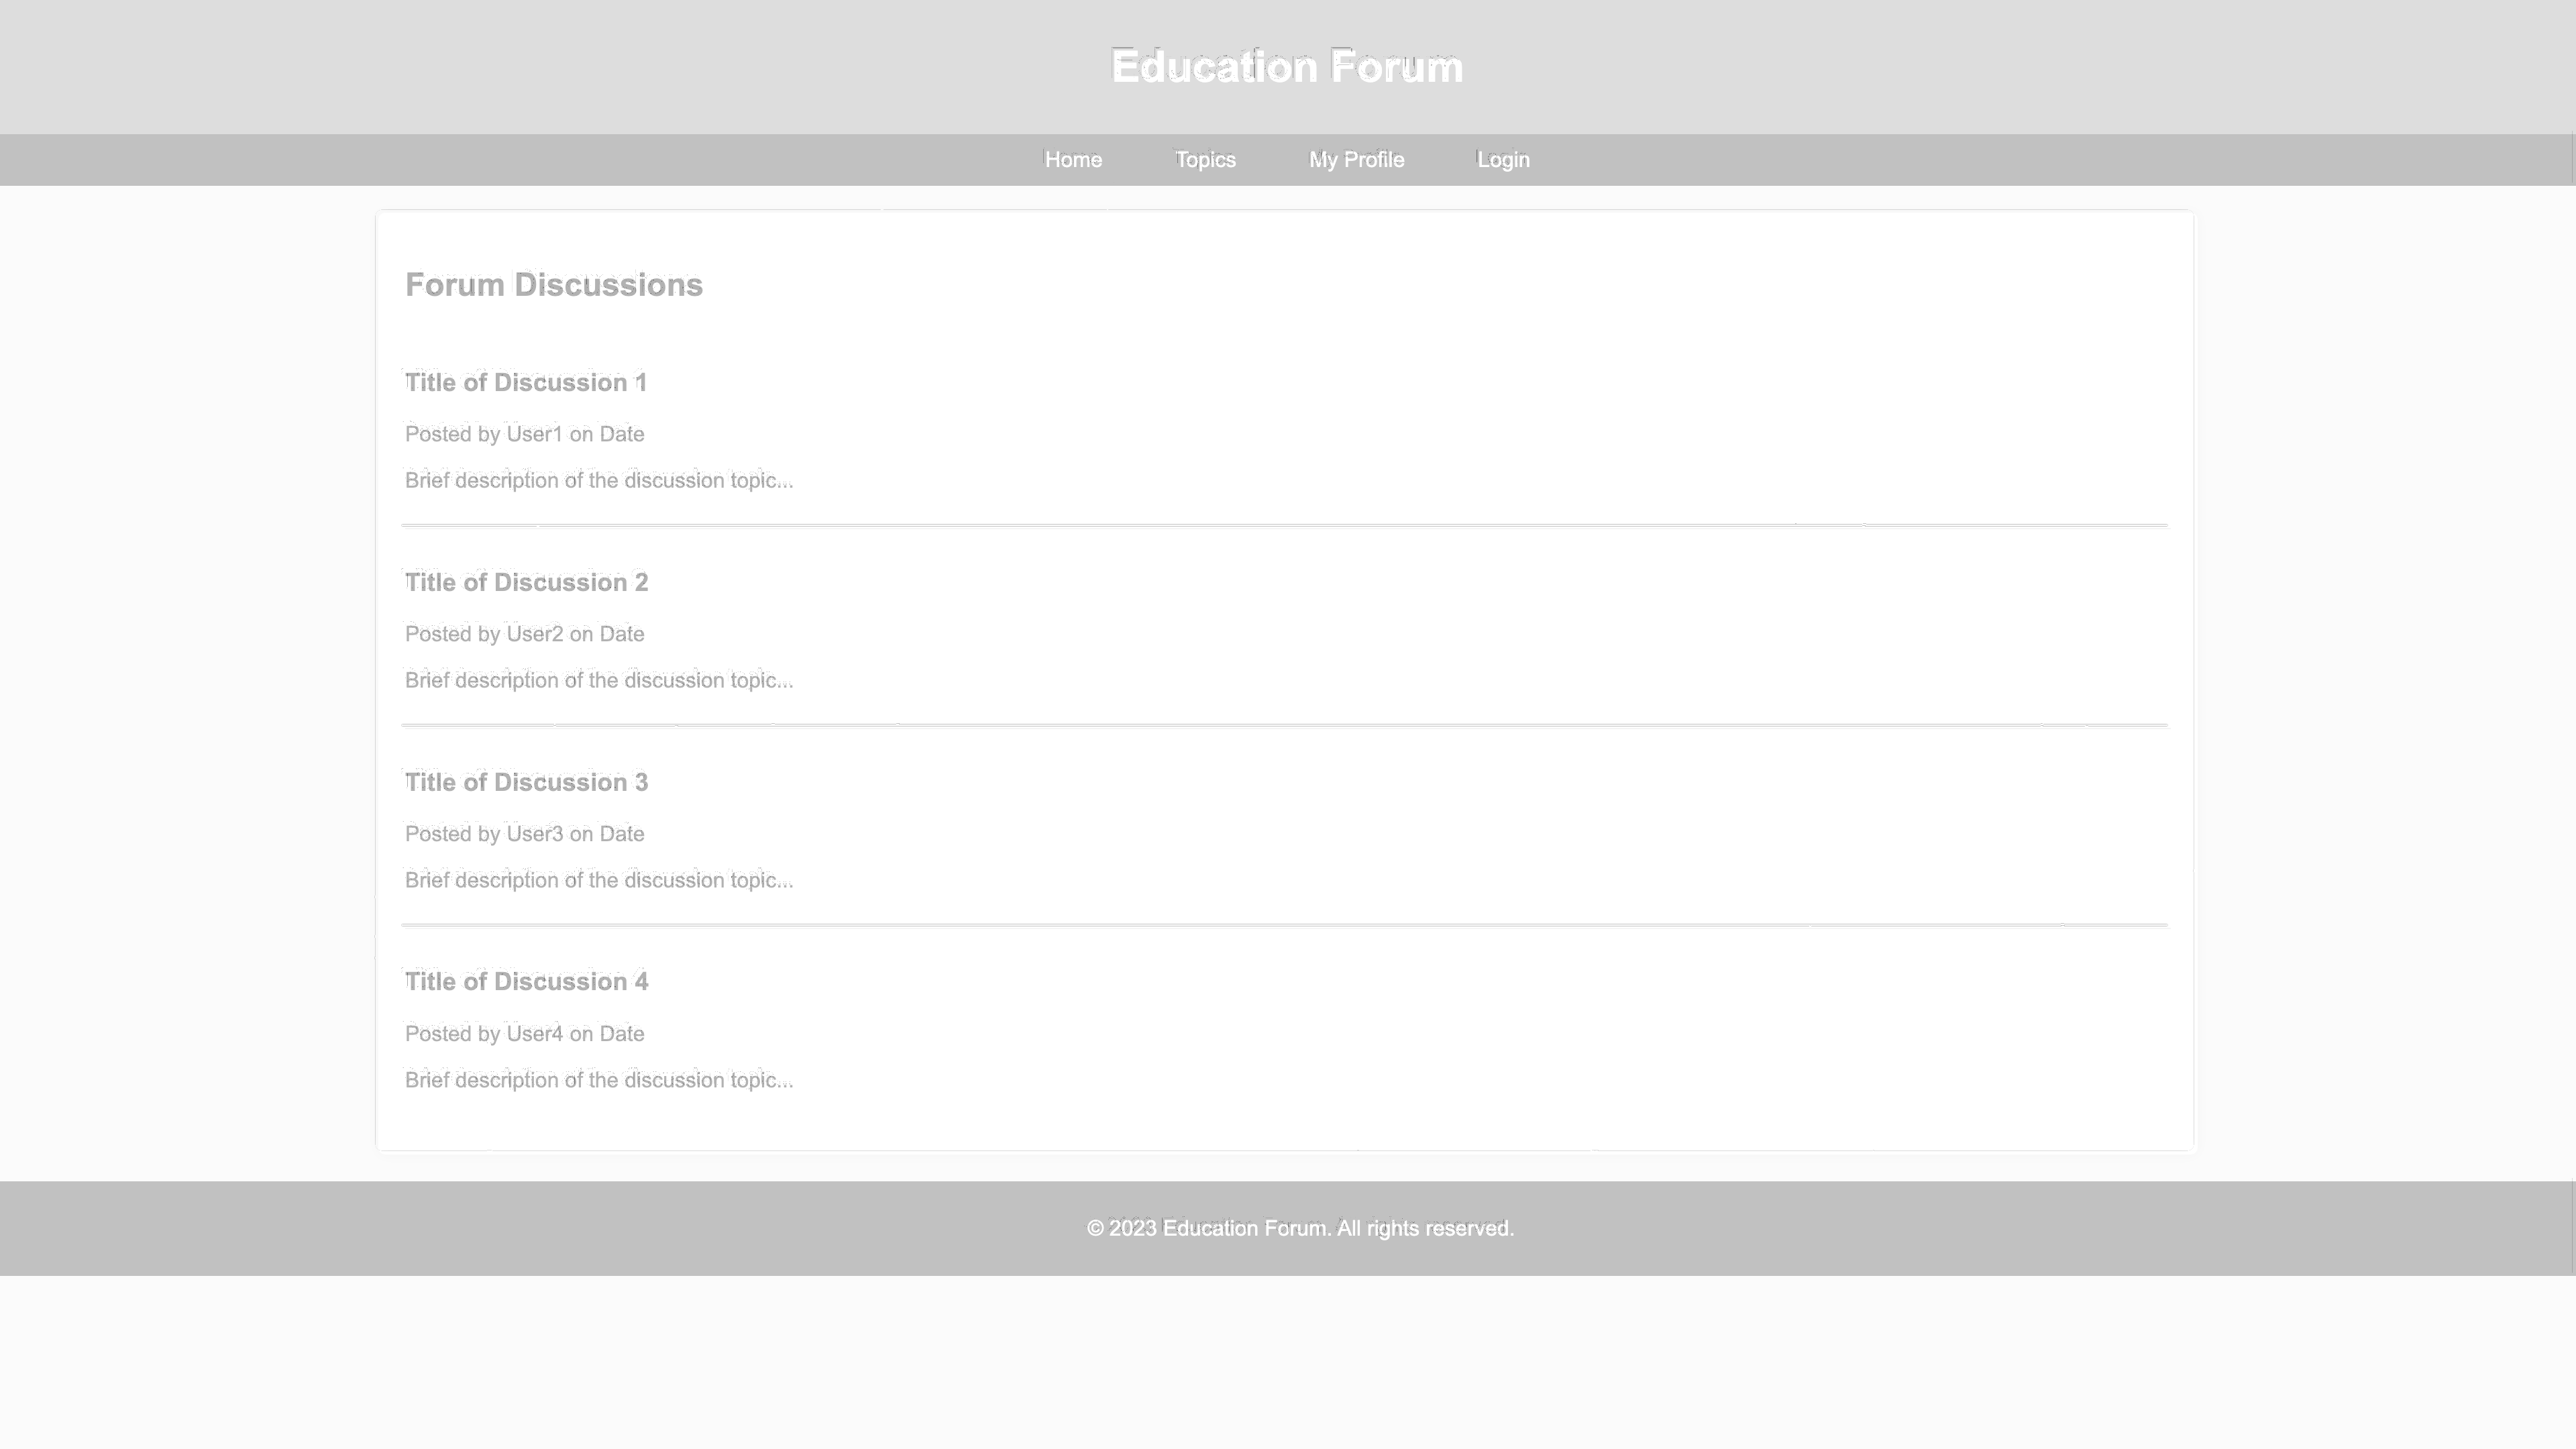 Education Forum
Home Topics My Profile Login
Forum Discussions
Title of Discussion 1
Posted by User1 on Date
Brief description of the discussion topic...
Title of Discussion 2
Posted by User2 on Date
Brief description of the discussion topic...
Title of Discussion 3
Posted by User3 on Date
Brief description of the discussion topic...
Title of Discussion 4
Posted by User4 on Date
Brief description of the discussion topic...
© 2023 Education Forum. All rights reserved.